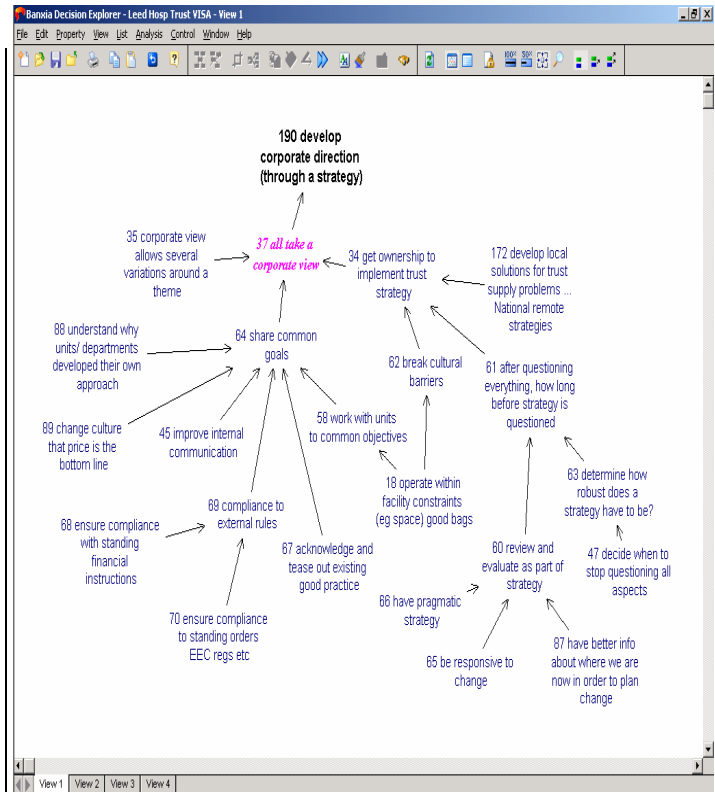 Banxia Decision Explorer - Leed Hosp Trust VISA - View 1
File Edit Property View List Analysis Control Window Help
190 develop
corporate direction
(through a strategy)
35 corporate view
allows several
variations around a
theme
37 all take a
corporate view
34 get ownership to
implement trust
strategy
172 develop local
solutions for trust
supply problems ...
National remote
strategies
88 understand why
units/ departments
developed their own
approach
64 share common
goals
62 break cultural
barriers
61 after questioning
everything, how long
before strategy is
questioned
89 change culture
that price is the
bottom line
45 improve internal
communication
58 work with units
to common objectives
18 operate within
facility constraints
(eg space) good bags
63 determine how
robust does a
strategy have to be?
68 ensure compliance
with standing
financial
instructions
69 compliance to
external rules
67 acknowledge and
tease out existing
good practice
60 review and
evaluate as part of
strategy
47 decide when to
stop questioning all
aspects
66 have pragmatic
strategy
70 ensure compliance
to standing orders
EEC regs etc
65 be responsive to
change
87 have better info
about where we are
now in order to plan
change
View 1 View 2 View 3 View 4